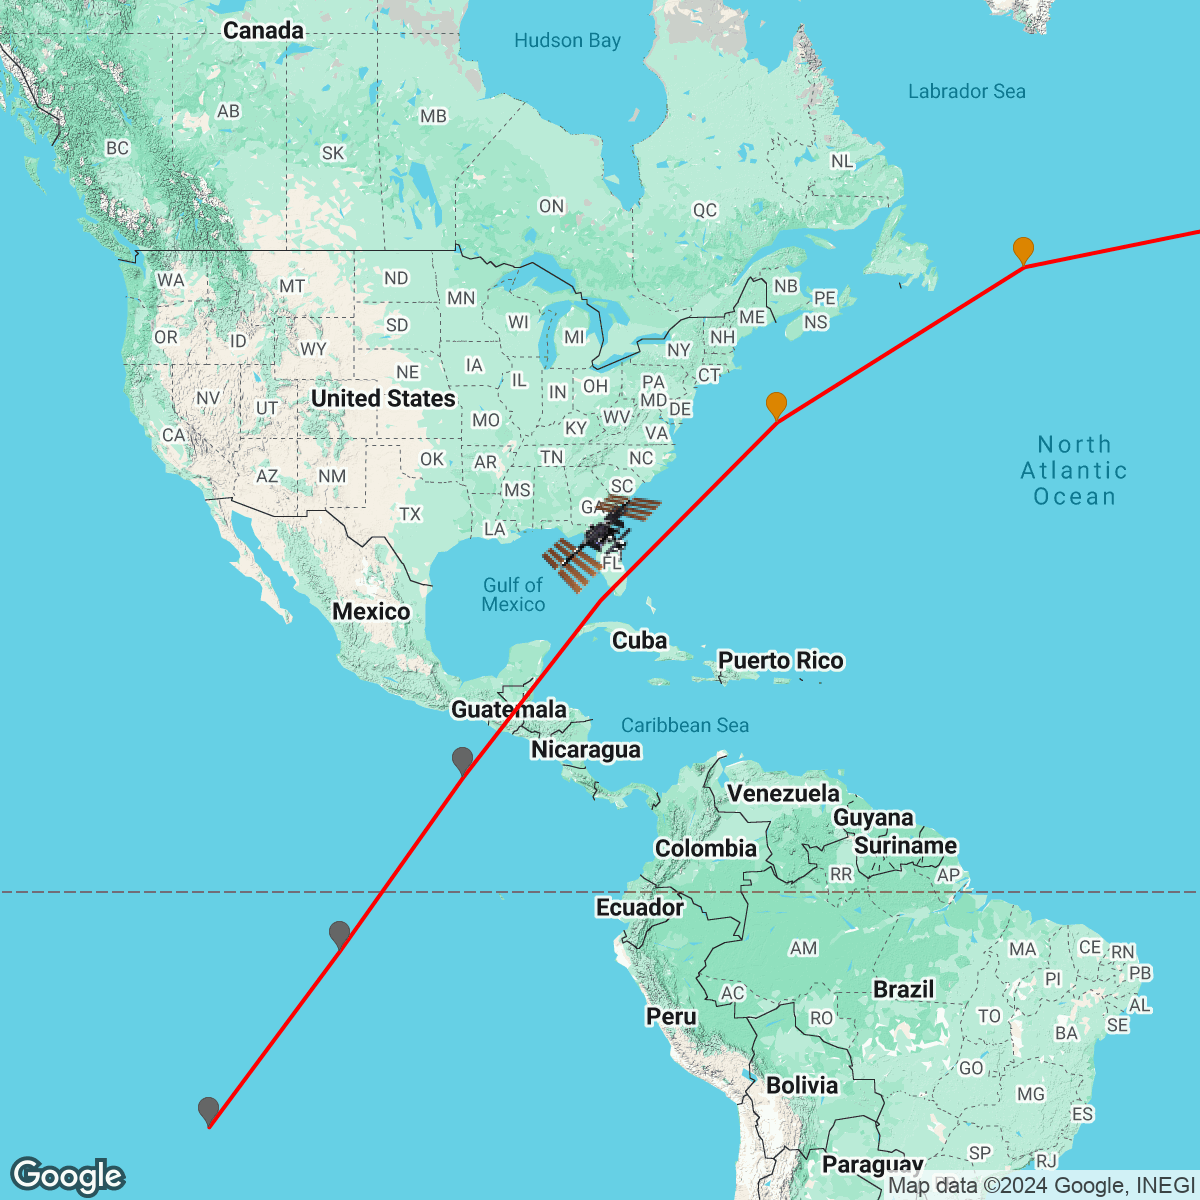 Canada
Hudson Bay
Labrador Sea
AB
MB
BC
SK
NL
ON
QC
WA
MT
ND
MN
NB
PE
NS
ME
OR
ID
SD
WI
MI
NH
WY
NY
NE
IA
IL
IN
OH
PA
CT
NV
UT
United States
MD
DE
MO
KY
WV
VA
CA
North
Atlantic
Ocean
OK
AR
TN
NC
AZ
NM
MS
SC
TX
LA
GA
FL
Gulf of
Mexico
Mexico
Cuba
Puerto Rico
Guatemala
Caribbean Sea
Nicaragua
Venezuela
Guyana
Colombia
Suriname
RR
AP
Ecuador
AM
MA
CE
RN
PI
PB
AC
Brazil
AL
Peru
RO
TO
BA
SE
GO
Bolivia
MG
ES
SP
RJ
Paraguay
Google
Map data ©2024 Google, INEGI